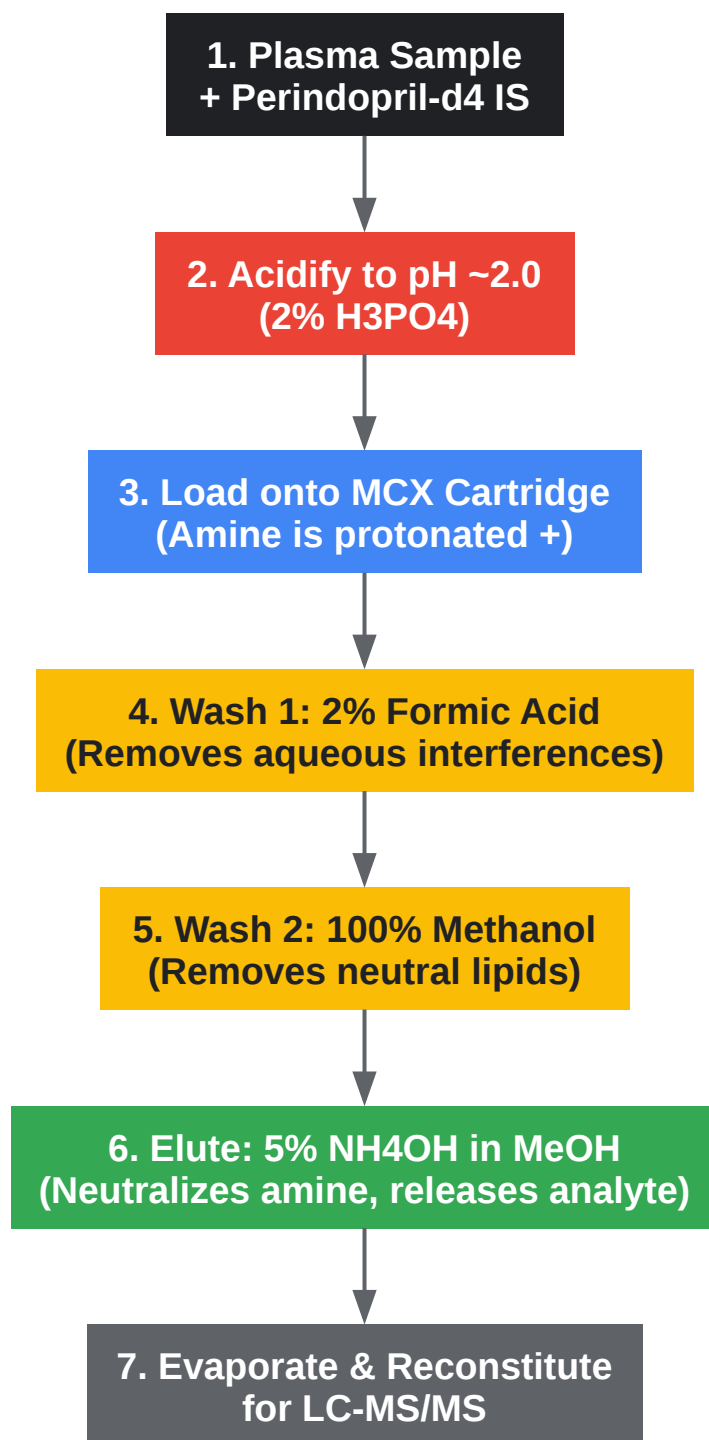 1. Plasma Sample
+ Perindopril-d4 IS
2. Acidify to pH ~2.0
(2% H3PO4)
3. Load onto MCX Cartridge
(Amine is protonated +)
4. Wash 1: 2% Formic Acid
(Removes aqueous interferences)
5. Wash 2: 100% Methanol
(Removes neutral lipids)
6. Elute: 5% NH4OH in MeOH
(Neutralizes amine, releases analyte)
7. Evaporate & Reconstitute
for LC-MS/MS